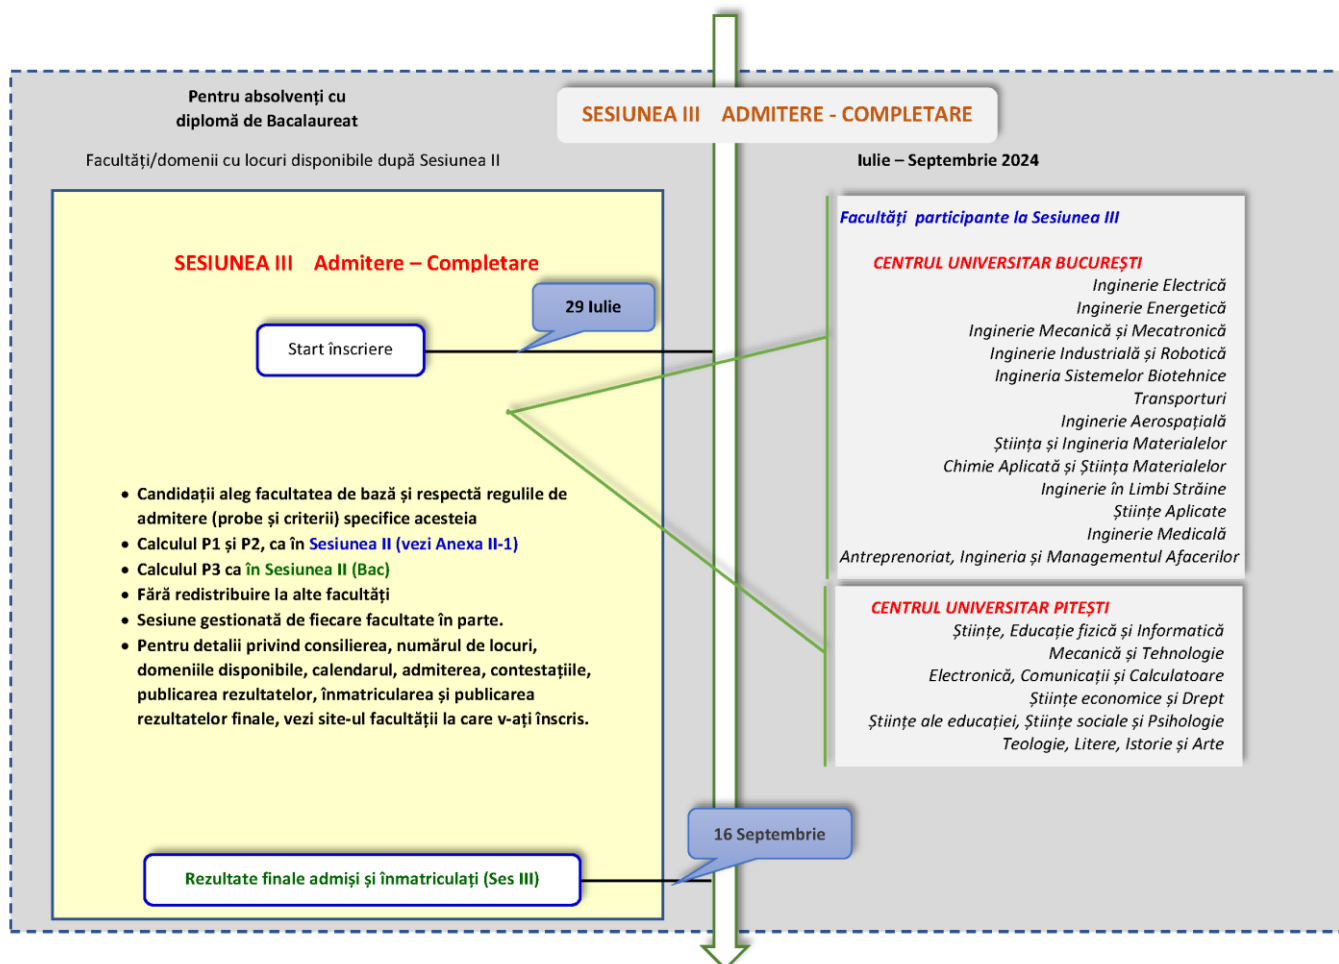 Pentru absolvenți cu
diplomă de Bacalaureat
SESIUNEA III ADMITERE - COMPLETARE
Facultăți/domenii cu locuri disponibile după Sesiunea II
Iulie – Septembrie 2024
SESIUNEA III Admitere – Completare
29 Iulie
Start înscriere
• Candidații aleg facultatea de bază și respectă regulile de
admitere (probe și criterii) specifice acesteia
• Calculul P1 și P2, ca în Sesiunea II (vezi Anexa II-1)
• Calculul P3 ca în Sesiunea II (Bac)
• Fără redistribuire la alte facultăți
• Sesiune gestionată de fiecare facultate în parte.
• Pentru detalii privind consilierea, numărul de locuri,
domeniile disponibile, calendarul, admiterea, contestațiile,
publicarea rezultatelor, înmatricularea și publicarea
rezultatelor finale, vezi site-ul facultății la care v-ați înscris.
16 Septembrie
Rezultate finale admiși și înmatriculați (Ses III)
Facultăți participante la Sesiunea III
CENTRUL UNIVERSITAR BUCUREȘTI
Inginerie Electrică
Inginerie Energetică
Inginerie Mecanică și Mecatronică
Inginerie Industrială și Robotică
Ingineria Sistemelor Biotehnice
Transporturi
Inginerie Aerospațială
Știința și Ingineria Materialelor
Chimie Aplicată și Știința Materialelor
Inginerie în Limbi Străine
Științe Aplicate
Inginerie Medicală
Antreprenoriat, Ingineria și Managementul Afacerilor
CENTRUL UNIVERSITAR PITEȘTI
Științe, Educație fizică și Informatică
Mecanică și Tehnologie
Electronică, Comunicații și Calculatoare
Științe economice și Drept
Științe ale educației, Științe sociale și Psihologie
Teologie, Litere, Istorie și Arte